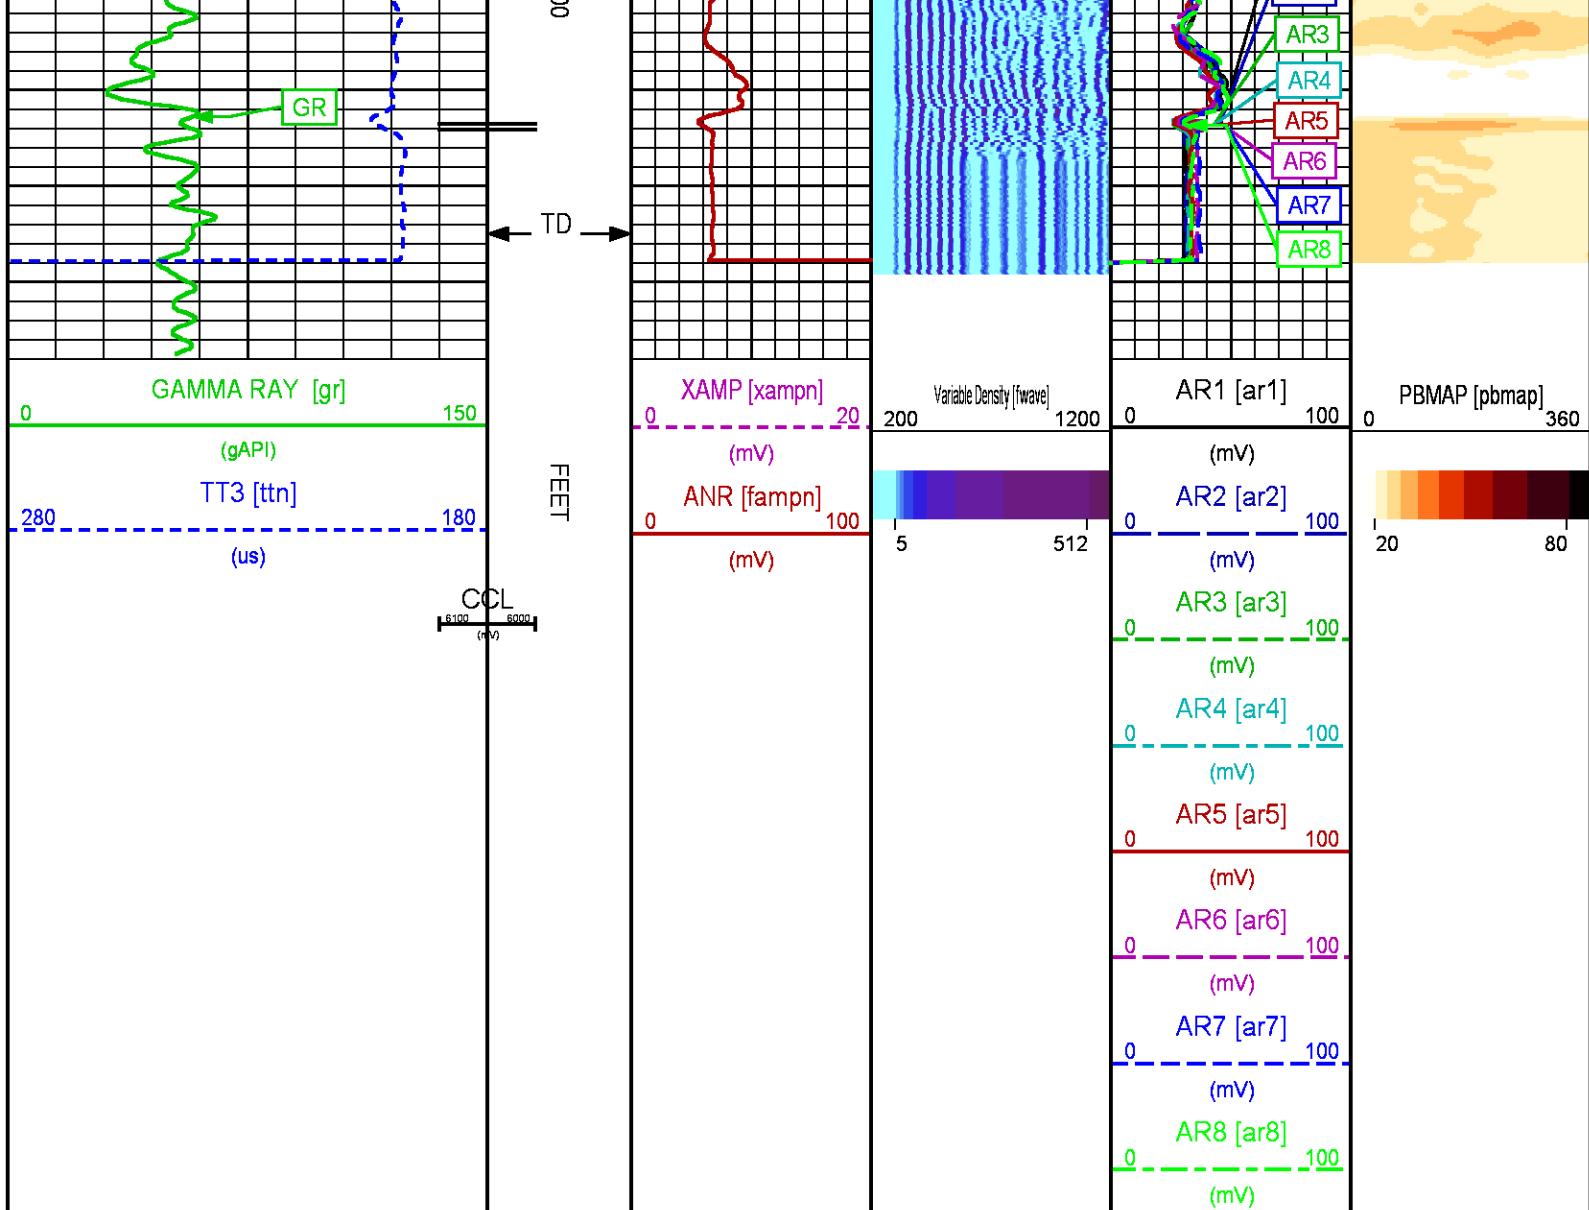 00
AR3
AR4
GR
AR5
AR6
AR7
TD
AR8
GAMMA RAY [gr]
0 150
(gAPI)
TT3 [ttn]
280 180
(us)
FEET
CCL
6100 6000
(mV)
XAMP [xampn]
0 20
(mV)
ANR [fampn]
0 100
(mV)
Variable Density [fwave]
200 1200
5 512
AR1 [ar1]
0 100
(mV)
AR2 [ar2]
0 100
(mV)
AR3 [ar3]
0 100
(mV)
AR4 [ar4]
0 100
(mV)
AR5 [ar5]
0 100
(mV)
AR6 [ar6]
0 100
(mV)
AR7 [ar7]
0 100
(mV)
AR8 [ar8]
0 100
(mV)
PBMAP [pbmap]
0 360
20 80